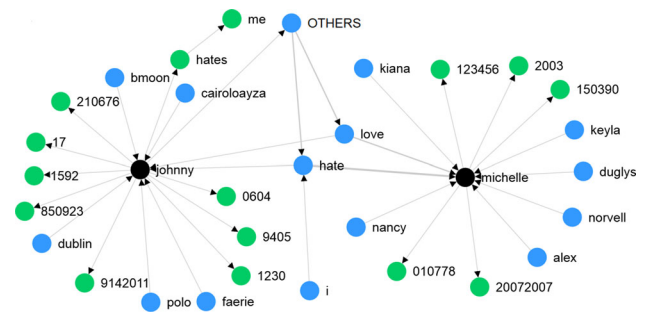 me
OTHERS
hates
kiana
123456
2003
bmoon
150390
cairoloayza
210676
love
keyla
17
johnny
hate
michelle
duglys
1592
0604
850923
norvell
9405
nancy
dublin
alex
010778
1230
9142011
20072007
polo
faerie
i